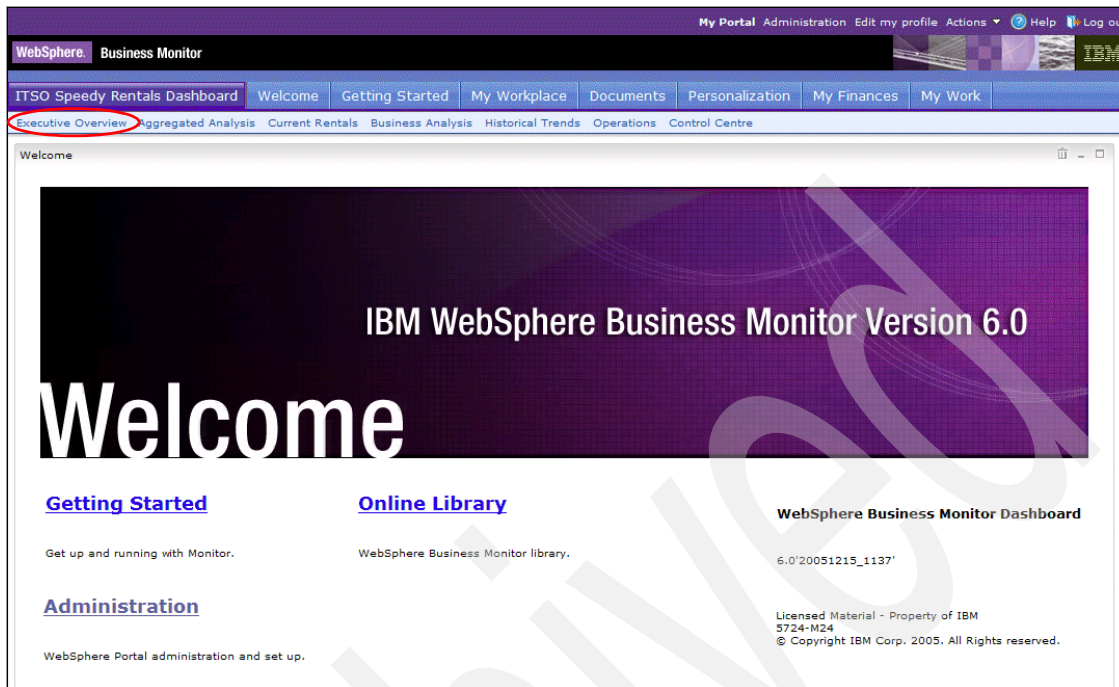 My Portal Administration Edit my profile Actions Help Log ou
WebSphere. Business Monitor IBM
ITSO Speedy Rentals Dashboard Welcome Getting Started My Workplace Documents Personalization My Finances My Work
Executive Overview Aggregated Analysis Current Rentals Business Analysis Historical Trends Operations Control Centre
Welcome
IBM WebSphere Business Monitor Version 6.0
Welcome
Getting Started
Get up and running with Monitor.
Online Library
WebSphere Business Monitor library.
WebSphere Business Monitor Dashboard
6.0'20051215_1137'
Administration
WebSphere Portal administration and set up.
Licensed Material - Property of IBM
5724-M24
© Copyright IBM Corp. 2005. All Rights reserved.
hived